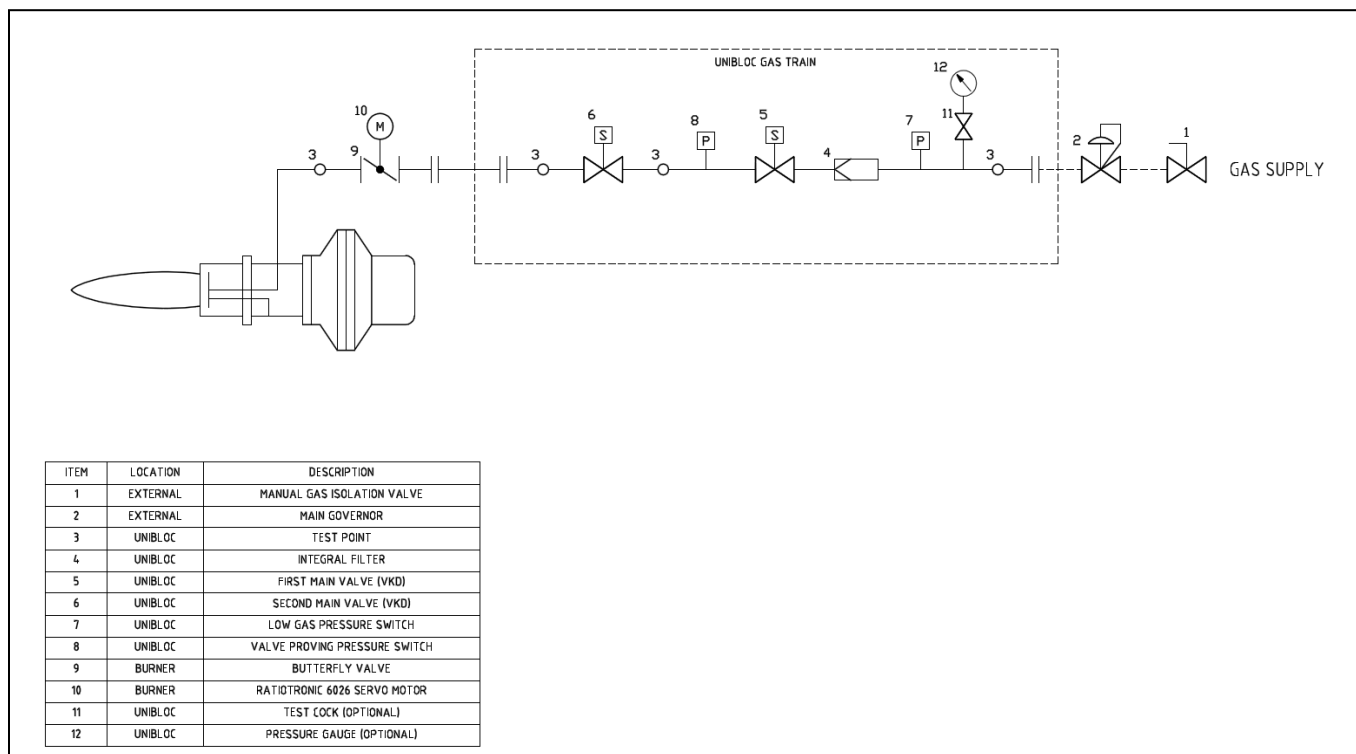 UNIBLOC GAS TRAIN
12
10
6
8
5
11
7
2
1
M
S
P
S
P
3
9
3
3
4
3
GAS SUPPLY
ITEM LOCATION DESCRIPTION
1 EXTERNAL MANUAL GAS ISOLATION VALVE
2 EXTERNAL MAIN GOVERNOR
3 UNIBLOC TEST POINT
4 UNIBLOC INTEGRAL FILTER
5 UNIBLOC FIRST MAIN VALVE (VKD)
6 UNIBLOC SECOND MAIN VALVE (VKD)
7 UNIBLOC LOW GAS PRESSURE SWITCH
8 UNIBLOC VALVE PROVING PRESSURE SWITCH
9 BURNER BUTTERFLY VALVE
10 BURNER RATIOTRONIC 6026 SERVO MOTOR
11 UNIBLOC TEST COCK (OPTIONAL)
12 UNIBLOC PRESSURE GAUGE (OPTIONAL)